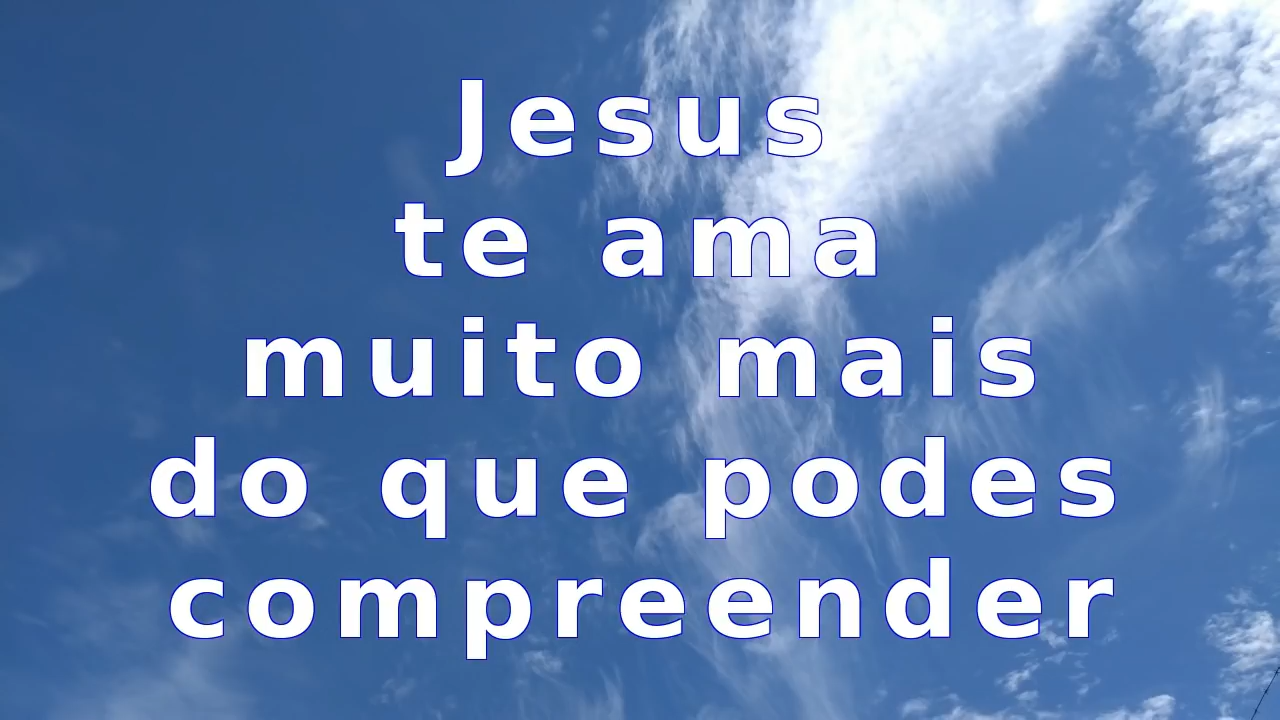 Jesus
te ama
muito mais
do que podes
compreender